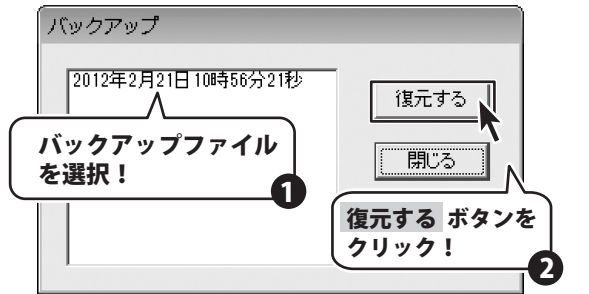 バックアップ
2012年2月21日 10時56分21秒
復元する
バックアップファイル
を選択！
1
閉じる
復元する ボタンを
クリック！
2